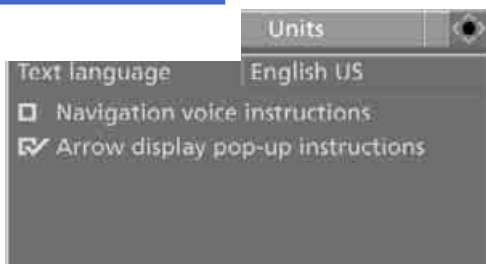 Units
Text language English US
Navigation voice instructions
Arrow display pop-up instructions